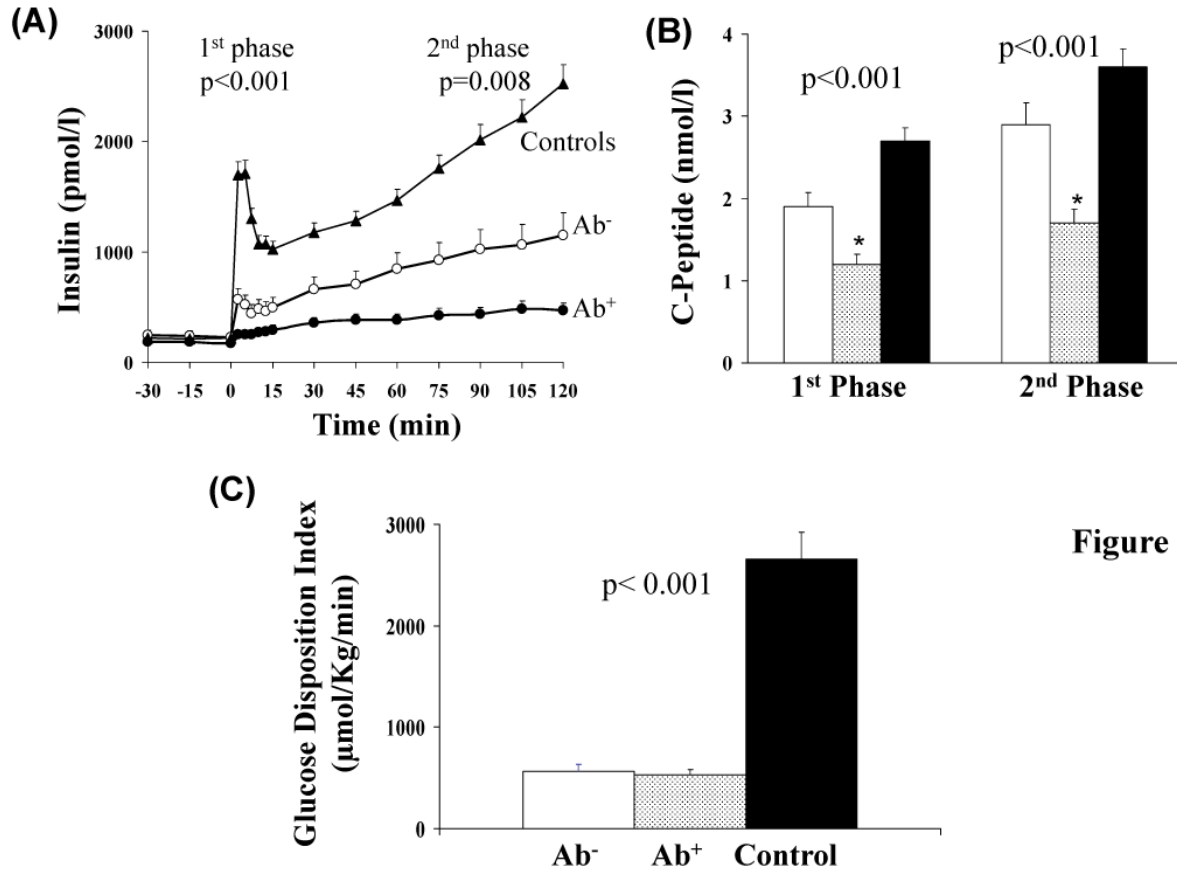 (A)
Insulin (pmol/l)
3000
2000
1000
0
1st phase
p<0.001
2nd phase
p=0.008
Controls
Ab-
Ab+
-30 -15 0 15 30 45 60 75 90 105 120
Time (min)
(B)
C-Peptide (nmol/l)
4
3
2
1
0
p<0.001
p<0.001
*
*
1st Phase 2nd Phase
(C)
Glucose Disposition Index
(μmol/Kg/min)
3000
2000
1000
0
p< 0.001
Ab- Ab+ Control
Figure